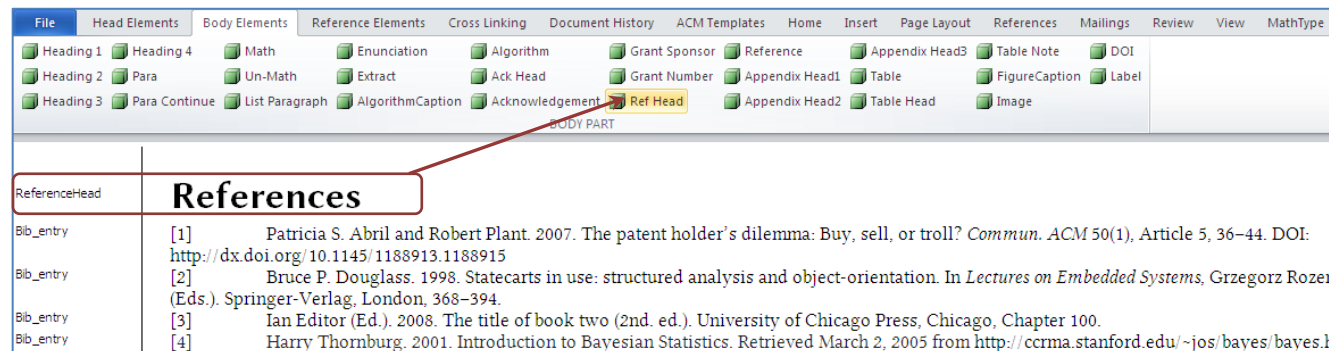 File Head Elements Body Elements Reference Elements Cross Linking Document History ACM Templates Home Insert Page Layout References Mailings Review View MathType
Heading 1 Heading 4 Math Enunciation Algorithm Grant Sponsor Reference Appendix Head3 Table Note DOI
Heading 2 Para Un-Math Extract Ack Head Grant Number Appendix Head1 Table FigureCaption Label
Heading 3 Para Continue List Paragraph AlgorithmCaption Acknowledgement Ref Head Appendix Head2 Table Head Image
BODY PART
ReferenceHead References
Bib_entry [1] Patricia S. Abril and Robert Plant. 2007. The patent holder's dilemma: Buy, sell, or troll? Commun. ACM 50(1), Article 5, 36–44. DOI:
http://dx.doi.org/10.1145/1188913.1188915
Bib_entry [2] Bruce P. Douglass. 1998. Statecarts in use: structured analysis and object-orientation. In Lectures on Embedded Systems, Grzegorz Rozen
(Eds.). Springer-Verlag, London, 368–394.
Bib_entry [3] Ian Editor (Ed.). 2008. The title of book two (2nd. ed.). University of Chicago Press, Chicago, Chapter 100.
Bib_entry [4] Harry Thornburg. 2001. Introduction to Bayesian Statistics. Retrieved March 2, 2005 from http://ccrma.stanford.edu/~jos/bayes/bayes.h